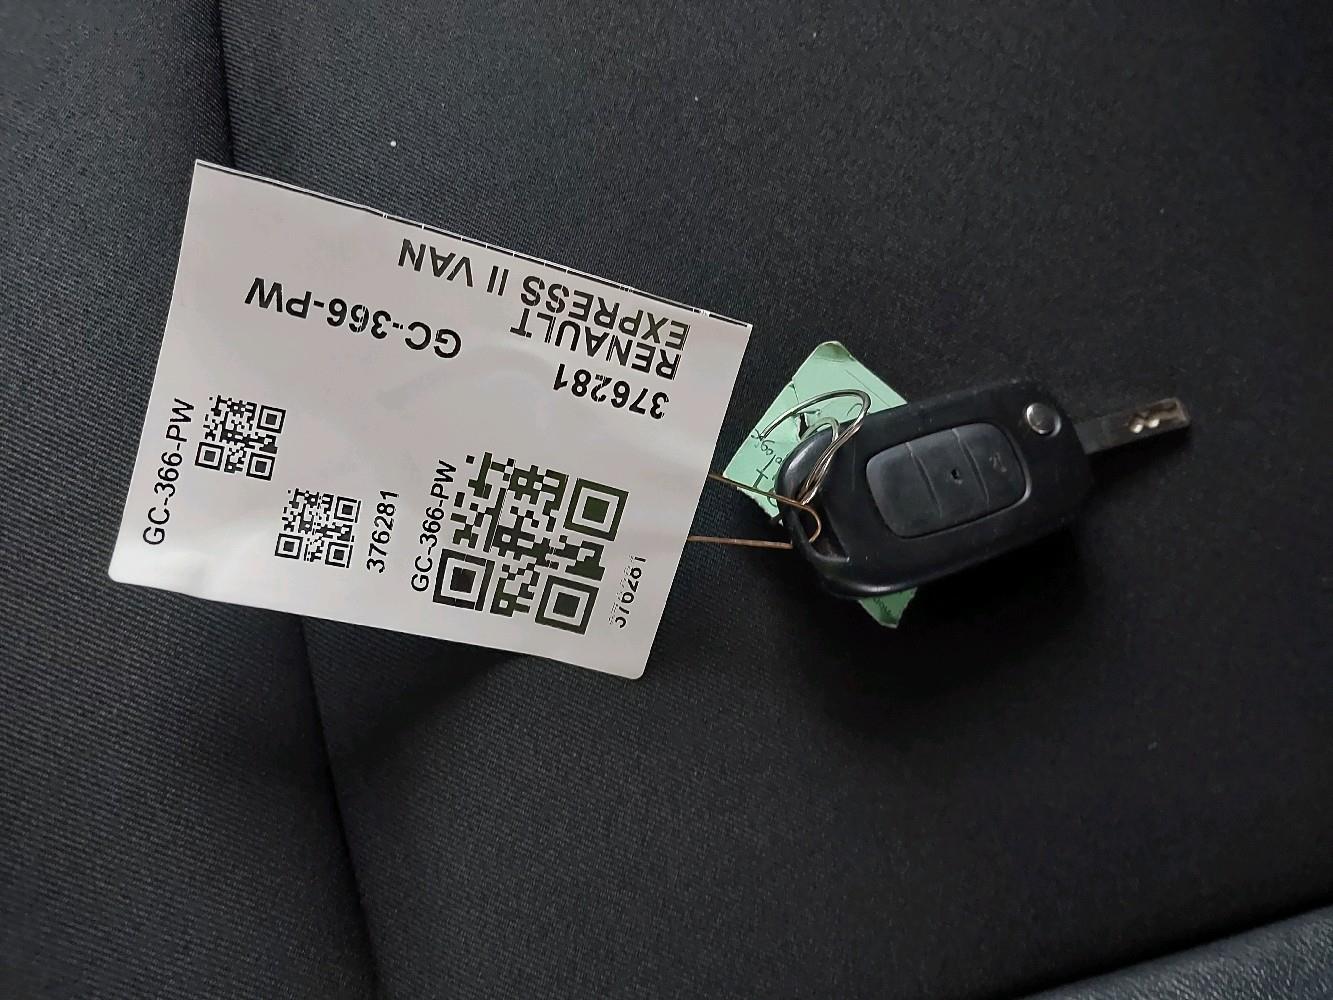 376281
RENAULT
EXPRESS II VAN
GC-366-PW
GC-366-PW
376281
GC-366-PW
376281